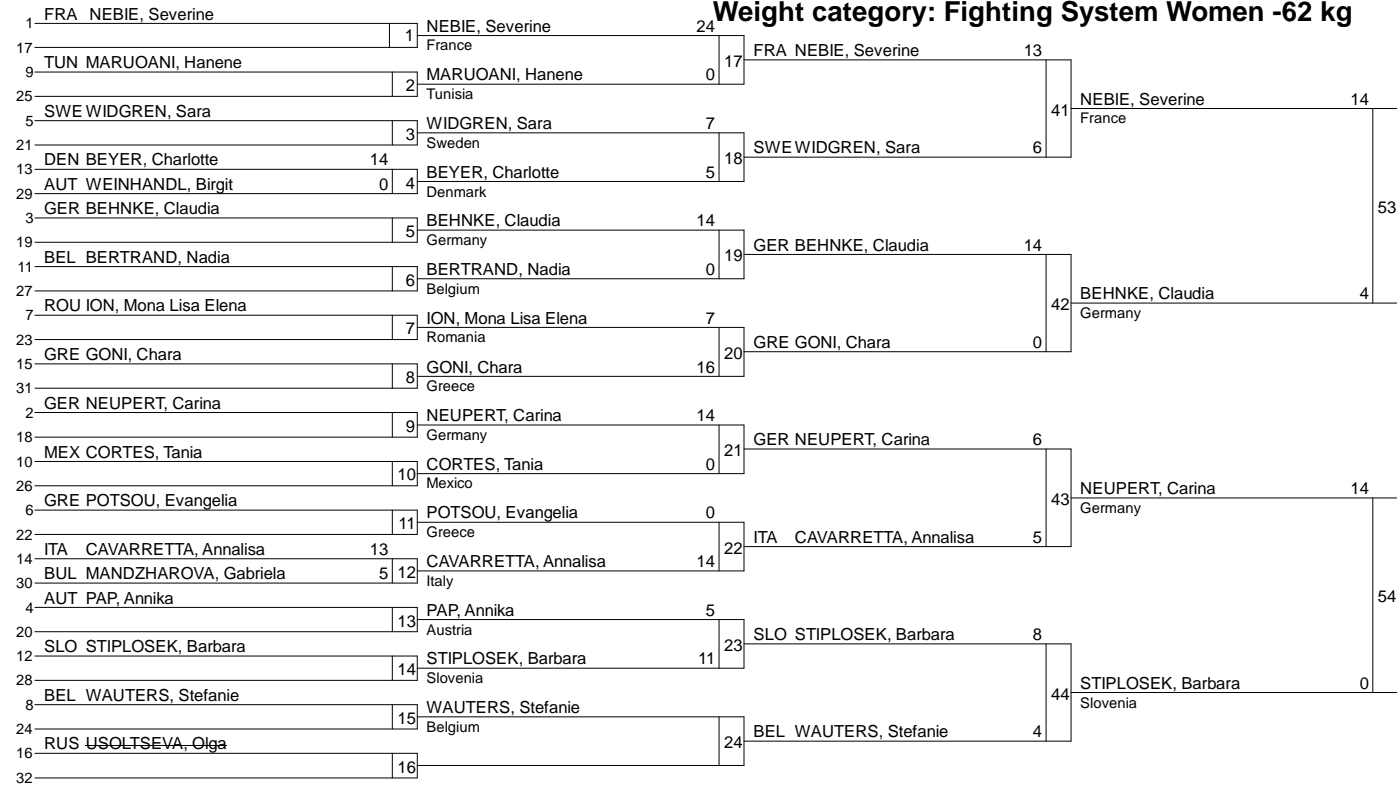 Weight category: Fighting System Women -62 kg
1 FRA NEBIE, Severine
17
1
9 TUN MARUOANI, Hanene
25
2
5 SWE WIDGREN, Sara
21
3
13 DEN BEYER, Charlotte 14
29 AUT WEINHANDL, Birgit 0
4
3 GER BEHNKE, Claudia
19
5
11 BEL BERTRAND, Nadia
27
6
7 ROU ION, Mona Lisa Elena
23
7
15 GRE GONI, Chara
31
8
2 GER NEUPERT, Carina
18
9
10 MEX CORTES, Tania
26
10
6 GRE POTSOU, Evangelia
22
11
14 ITA CAVARRETTA, Annalisa 13
30 BUL MANDZHAROVA, Gabriela 5
12
4 AUT PAP, Annika
20
13
12 SLO STIPLOSEK, Barbara
28
14
8 BEL WAUTERS, Stefanie
24
15
16 RUS USOLTSEVA, Olga
32
16
NEBIE, Severine 24
France
17
MARUOANI, Hanene 0
Tunisia
WIDGREN, Sara 7
Sweden
18
BEYER, Charlotte 5
Denmark
BEHNKE, Claudia 14
Germany
19
BERTRAND, Nadia 0
Belgium
ION, Mona Lisa Elena 7
Romania
20
GONI, Chara 16
Greece
NEUPERT, Carina 14
Germany
21
CORTES, Tania 0
Mexico
POTSOU, Evangelia 0
Greece
22
CAVARRETTA, Annalisa 14
Italy
PAP, Annika 5
Austria
23
STIPLOSEK, Barbara 11
Slovenia
WAUTERS, Stefanie
Belgium
24
FRA NEBIE, Severine 13
41
SWE WIDGREN, Sara 6
GER BEHNKE, Claudia 14
42
GRE GONI, Chara 0
GER NEUPERT, Carina 6
43
ITA CAVARRETTA, Annalisa 5
SLO STIPLOSEK, Barbara 8
44
BEL WAUTERS, Stefanie 4
NEBIE, Severine 14
France
53
BEHNKE, Claudia 4
Germany
NEUPERT, Carina 14
Germany
54
STIPLOSEK, Barbara 0
Slovenia